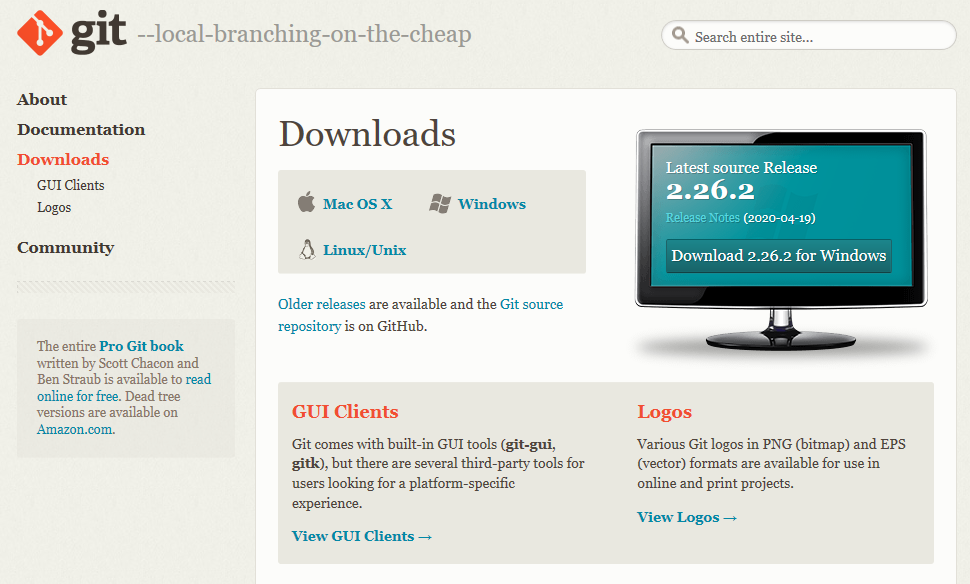 git --local-branching-on-the-cheap
Search entire site...
About
Documentation
Downloads
GUI Clients
Logos
Community
The entire Pro Git book
written by Scott Chacon and
Ben Straub is available to read
online for free. Dead tree
versions are available on
Amazon.com.
Downloads
Mac OS X
Windows
Linux/Unix
Older releases are available and the Git source
repository is on GitHub.
Latest source Release
2.26.2
Release Notes (2020-04-19)
Download 2.26.2 for Windows
GUI Clients
Git comes with built-in GUI tools (git-gui,
gitk), but there are several third-party tools for
users looking for a platform-specific
experience.
View GUI Clients →
Logos
Various Git logos in PNG (bitmap) and EPS
(vector) formats are available for use in
online and print projects.
View Logos →